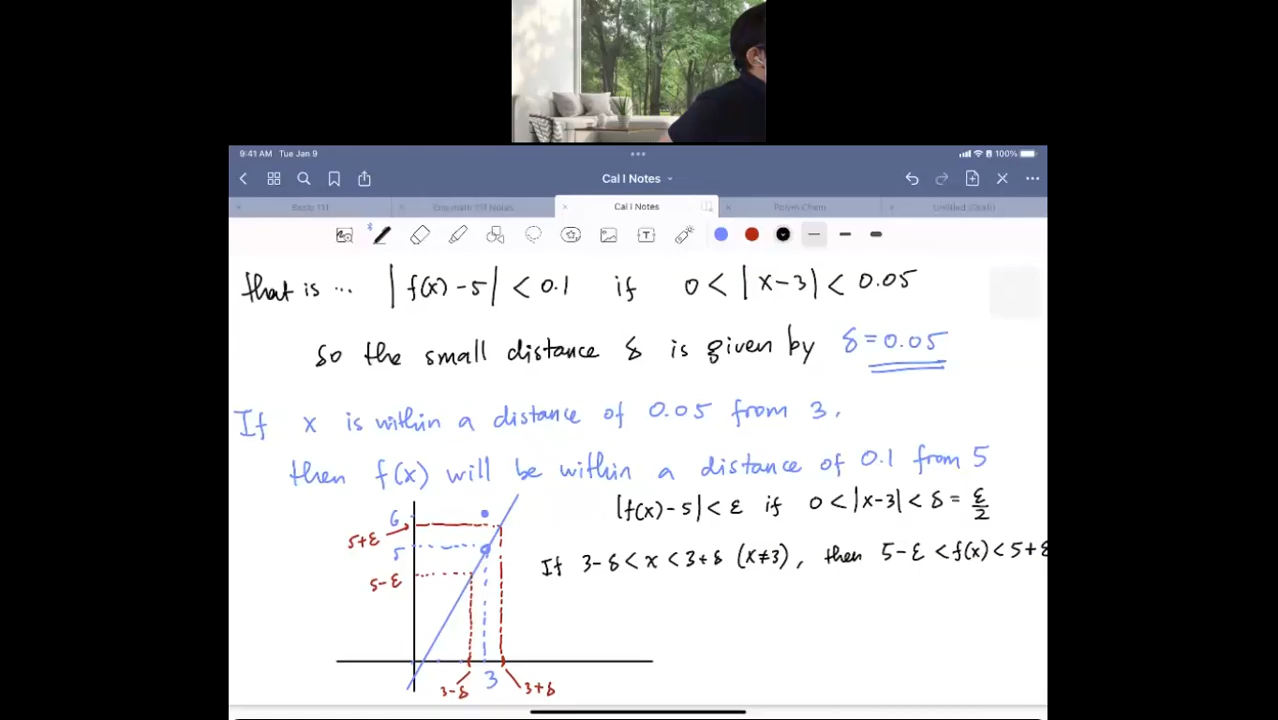 9:41 AM Tue Jan 9
100%
Cal I Notes
Basic 111
Cal I Notes
that is ... |f(x)-5| < 0.1 if 0 < |x-3| < 0.05
so the small distance δ is given by δ = 0.05
If x is within a distance of 0.05 from 3,
then f(x) will be within a distance of 0.1 from 5
|f(x)-5| < ε if 0 < |x-3| < δ = ε/2
If 3-δ < x < 3+δ (x≠3), then 5-ε < f(x) < 5+ε
6
5+ε
5
5-ε
3-δ
3
3+δ